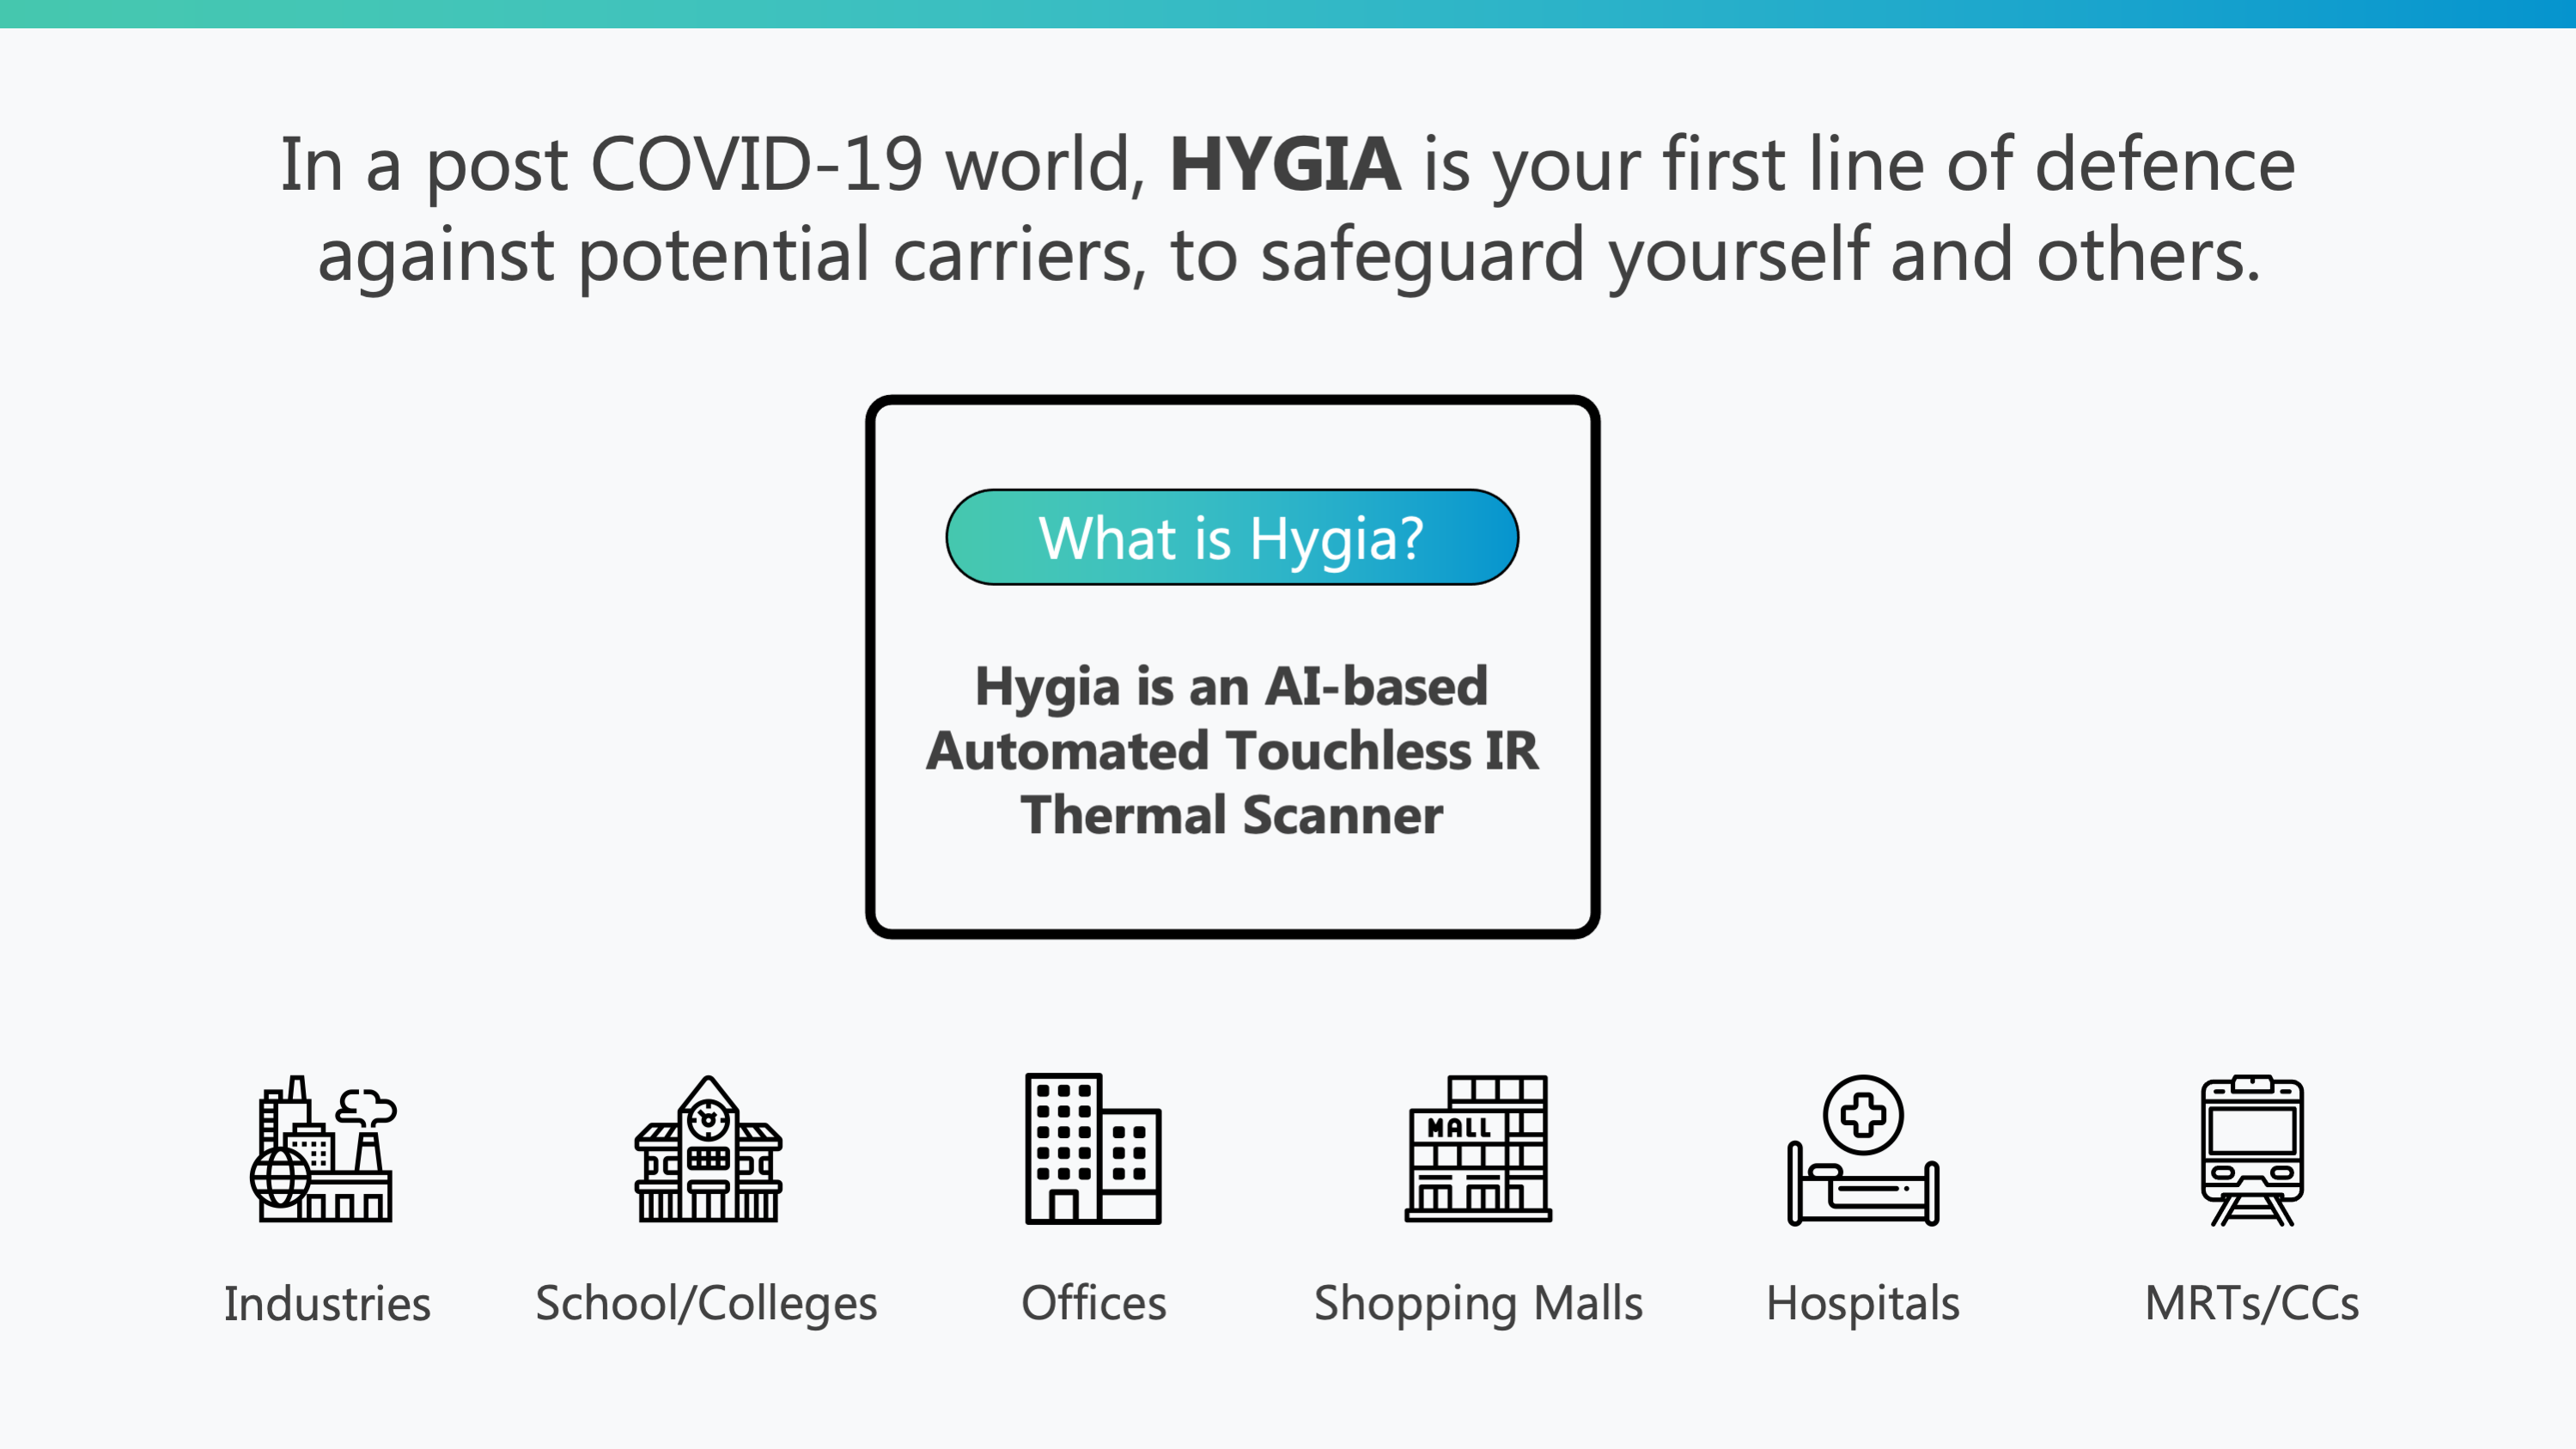 In a post COVID-19 world, HYGIA is your first line of defence
against potential carriers, to safeguard yourself and others.
What is Hygia?
Hygia is an AI-based
Automated Touchless IR
Thermal Scanner
MALL
Industries
School/Colleges
Offices
Shopping Malls
Hospitals
MRTs/CCs